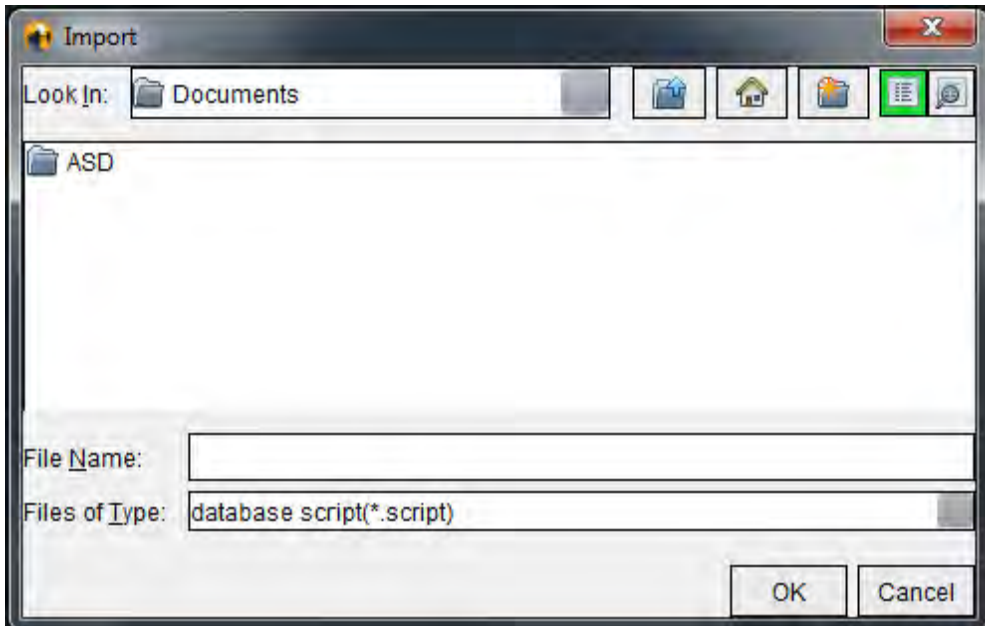 Import
Look In: Documents
ASD
File Name:
Files of Type: database script(*.script)
OK Cancel